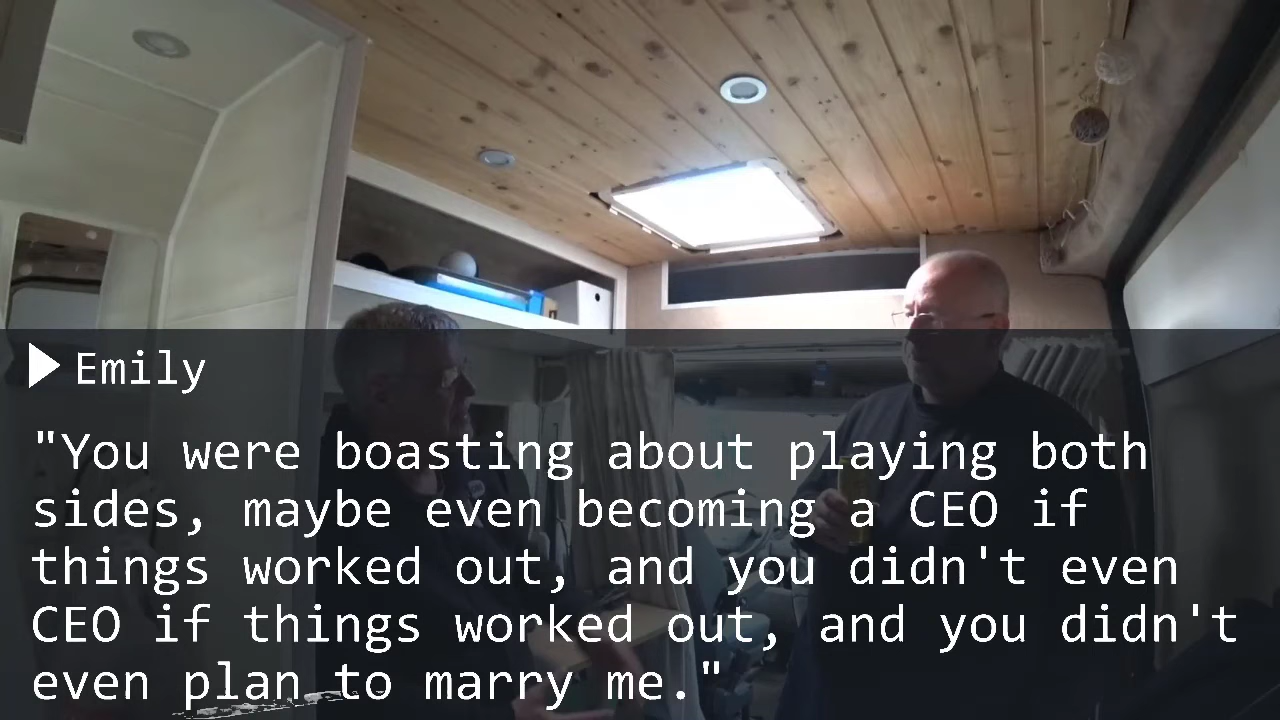 Emily
"You were boasting about playing both
sides, maybe even becoming a CEO if
things worked out, and you didn't even
CEO if things worked out, and you didn't
even plan to marry me."